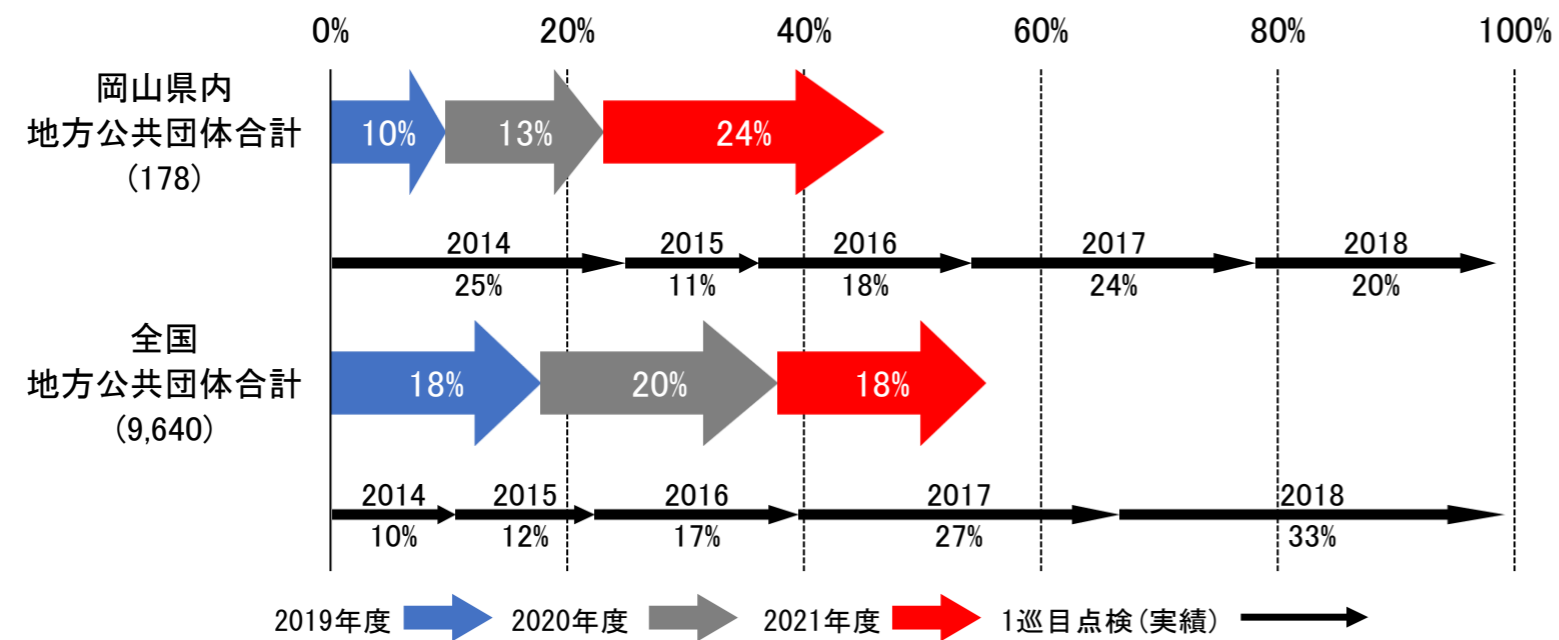 0% 20% 40% 60% 80% 100%
岡山県内
地方公共団体合計
(178)
10% 13% 24%
2014 2015 2016 2017 2018
25% 11% 18% 24% 20%
全国
地方公共団体合計
(9,640)
18% 20% 18%
2014 2015 2016 2017 2018
10% 12% 17% 27% 33%
2019年度 2020年度 2021年度 1巡目点検(実績)